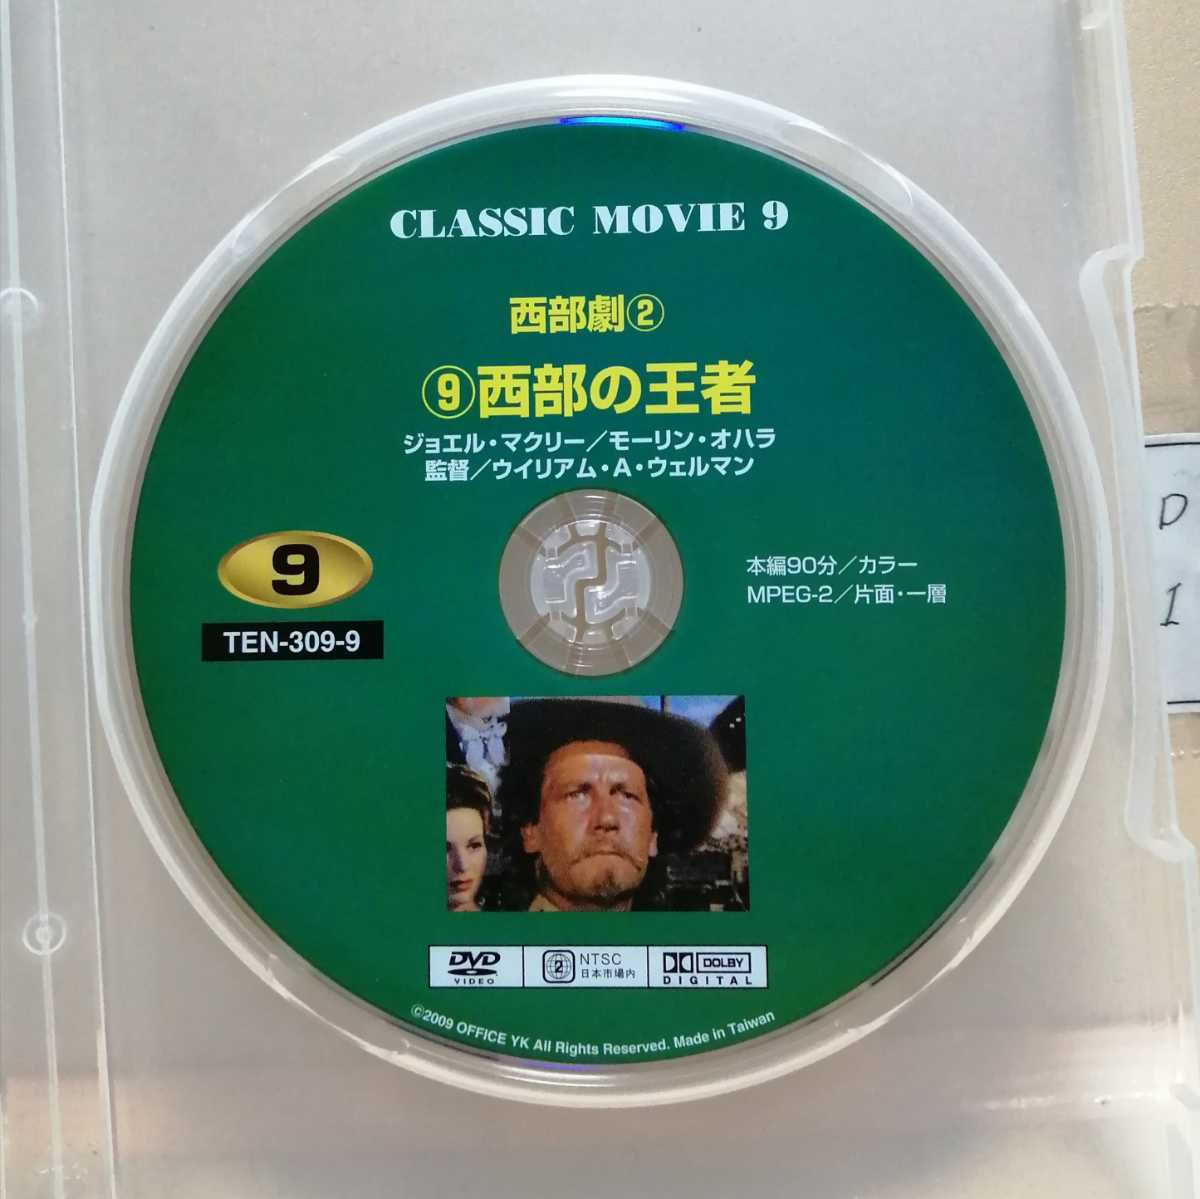 CLASSIC MOVIE 9
西部劇②
⑨西部の王者
ジョエル・マクリー／モーリン・オハラ
監督／ウイリアム・A・ウェルマン
9
TEN-309-9
本編90分／カラー
MPEG-2／片面・一層
DVD
VIDEO
2
NTSC
日本市場内
DOLBY
DIGITAL
©2009 OFFICE YK All Rights Reserved. Made in Taiwan
D
I